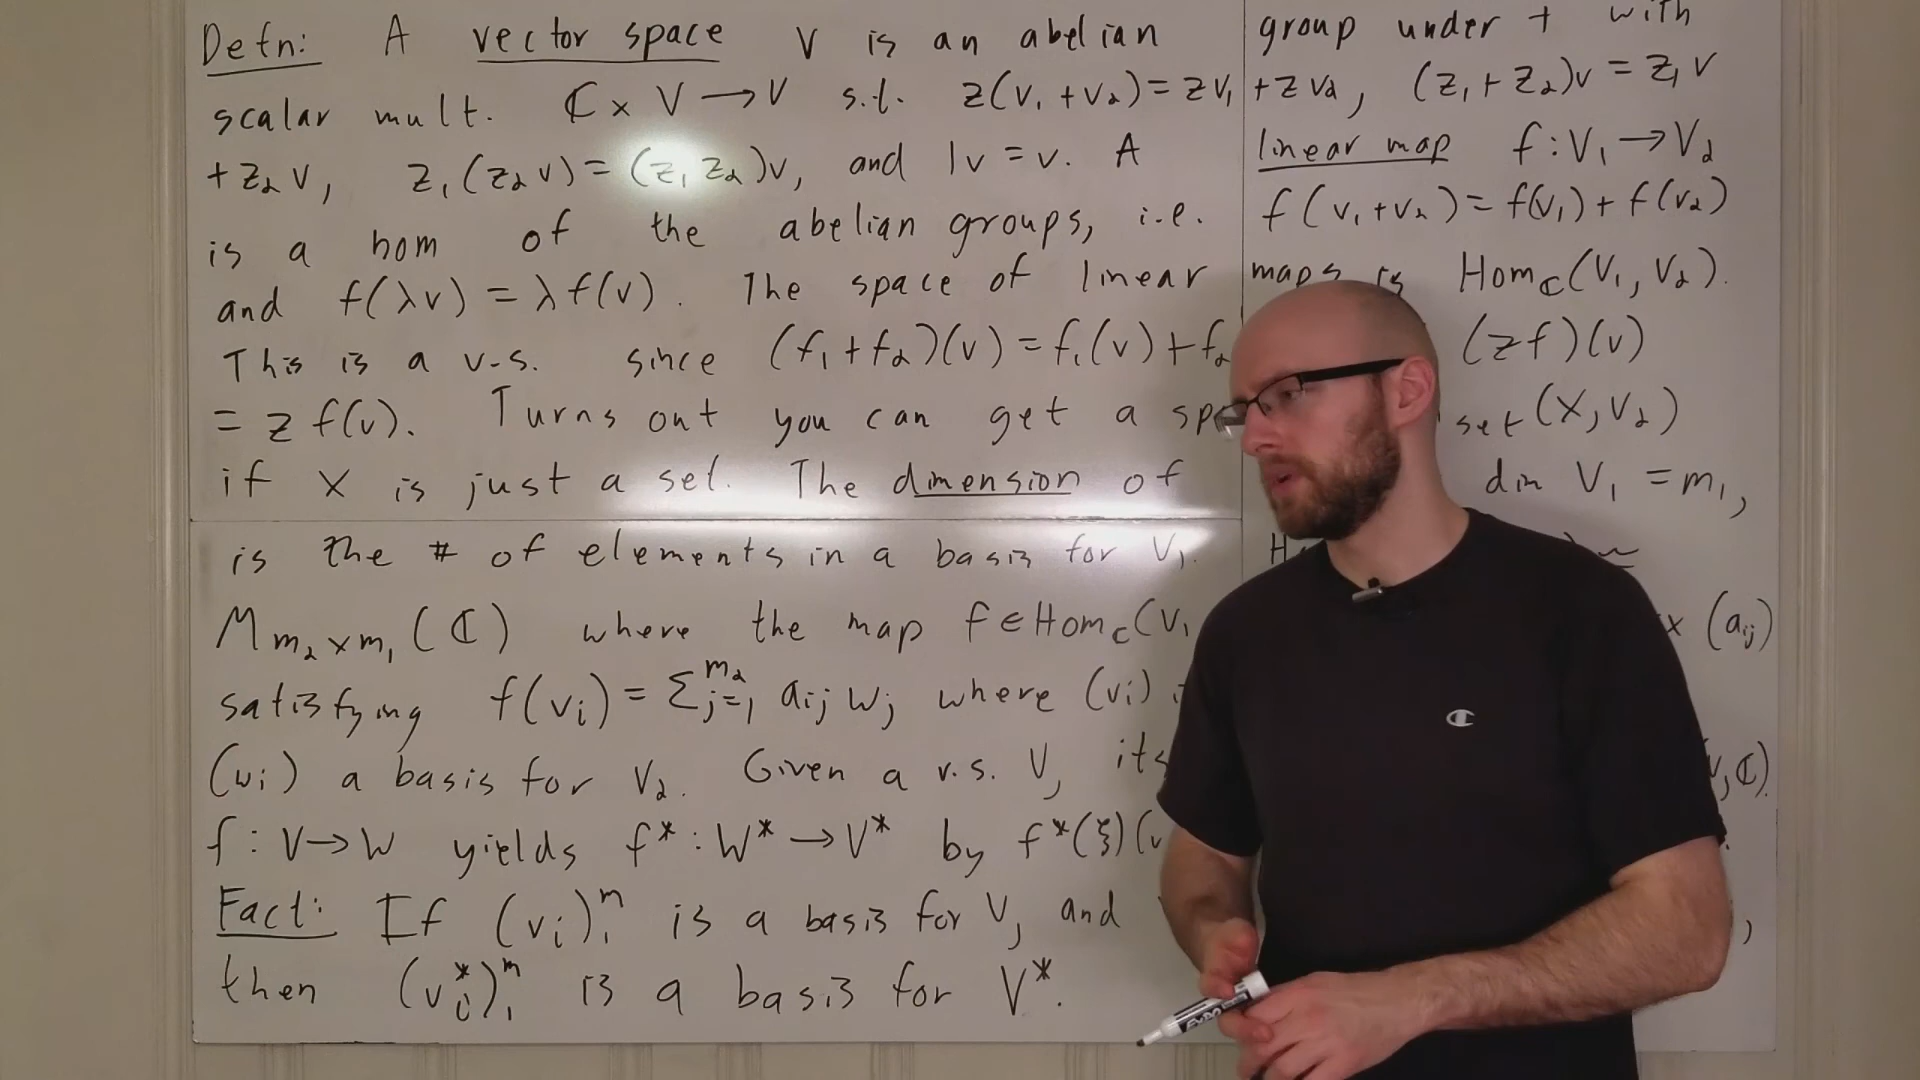 Defn: A vector space V is an abelian group under + with
scalar mult. ℂ × V → V s.t. z(v₁+v₂) = zv₁ + zv₂, (z₁+z₂)v = z₁v
+z₂v, z₁(z₂v) = (z₁z₂)v, and 1v = v. A linear map f: V₁ → V₂
is a hom of the abelian groups, i.e. f(v₁+v₂) = f(v₁) + f(v₂)
and f(λv) = λf(v). The space of linear maps is Hom_ℂ(V₁, V₂).
This is a v.s. since (f₁+f₂)(v) = f₁(v) + f₂ (zf)(v)
= z f(v). Turns out you can get a set(X, V₂)
if X is just a set. The dimension of dim V₁ = m₁,
is the # of elements in a basis for V₁. ≅
M_{m₂×m₁}(ℂ) where the map f ∈ Hom_ℂ(V₁ (aᵢⱼ)
satisfying f(vᵢ) = Σ_{j=1}^{m₂} aᵢⱼ wⱼ where (vᵢ)
(wᵢ) a basis for V₂. Given a v.s. V, its , ℂ).
f: V → W yields f* : W* → V* by f*(ξ)(v
Fact: If (vᵢ)₁ᵐ is a basis for V, and ,
then (vᵢ*)₁ᵐ is a basis for V*.
EXPO